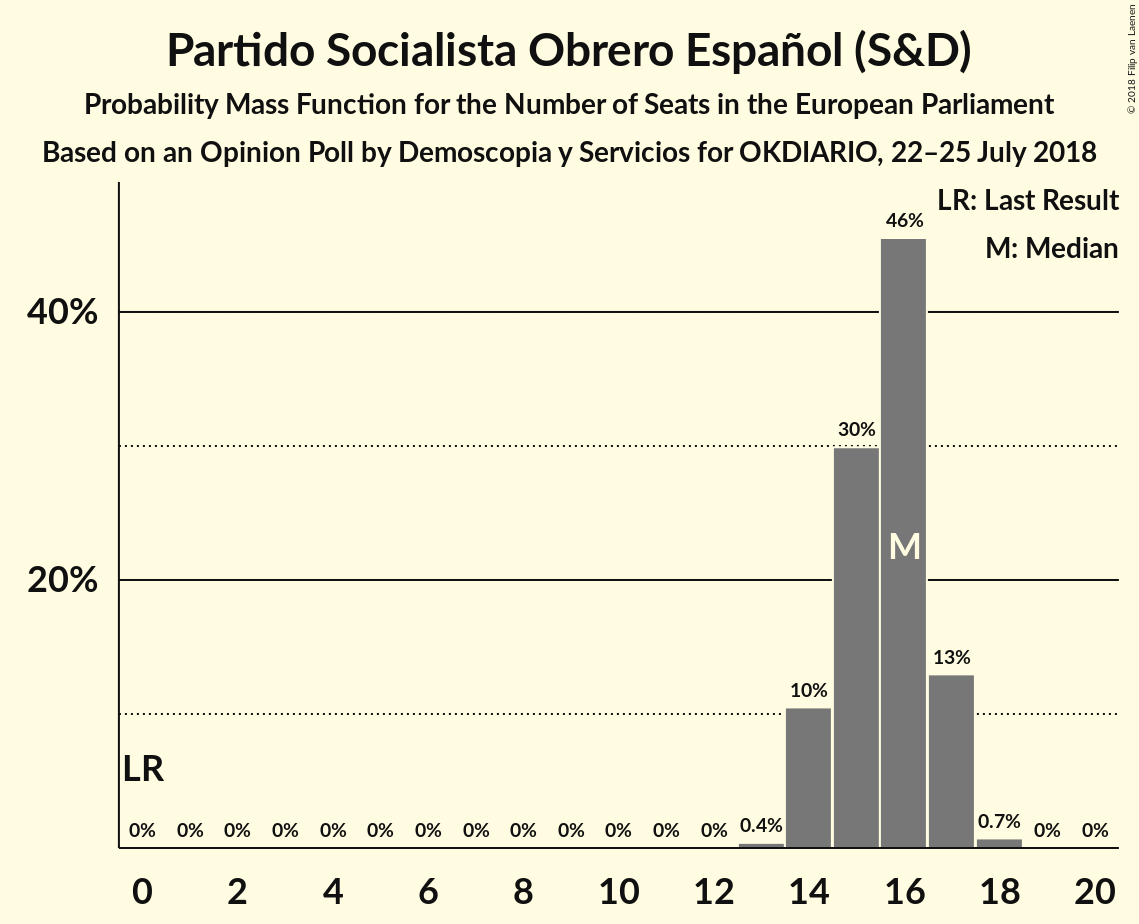 Partido Socialista Obrero Español (S&D)
Probability Mass Function for the Number of Seats in the European Parliament
Based on an Opinion Poll by Demoscopia y Servicios for OKDIARIO, 22–25 July 2018
© 2018 Filip van Laenen
LR: Last Result
M: Median
46%
40%
30%
M
20%
13%
10%
LR
0% 0% 0% 0% 0% 0% 0% 0% 0% 0% 0% 0% 0% 0.4% 0.7% 0% 0%
0 2 4 6 8 10 12 14 16 18 20